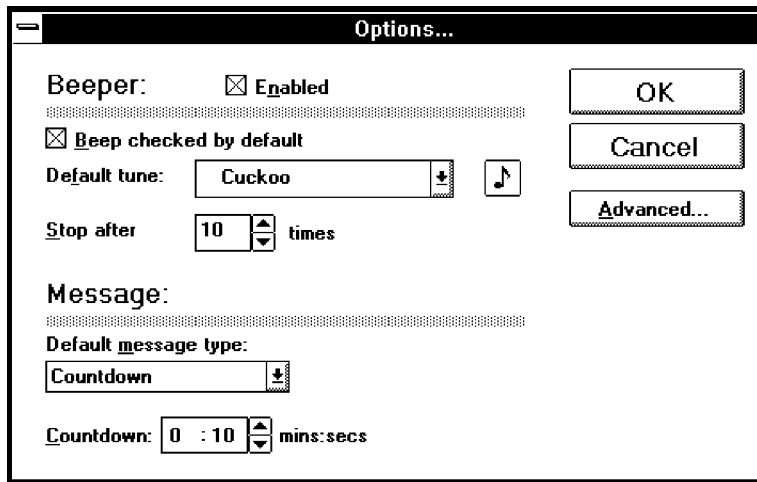 Options...
Beeper: Enabled
OK
Beep checked by default
Cancel
Default tune: Cuckoo
Advanced...
Stop after 10 times
Message:
Default message type:
Countdown
Countdown: 0 :10 mins:secs